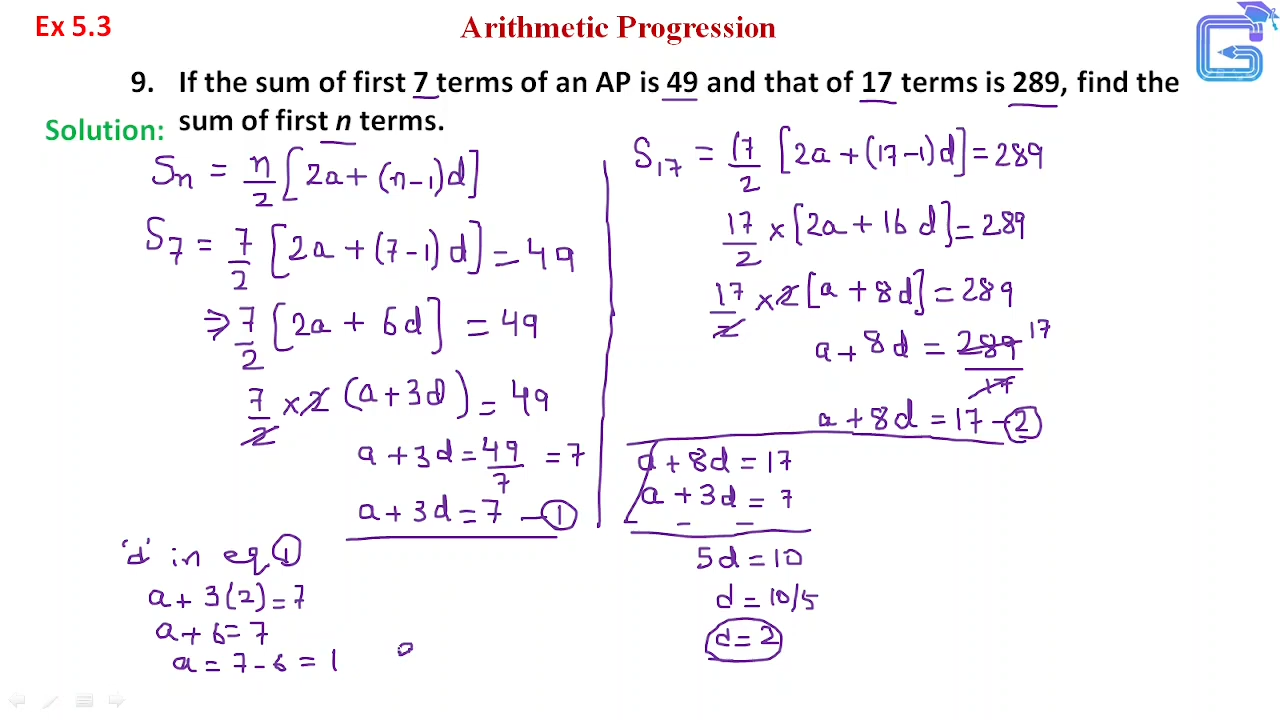 Ex 5.3
Arithmetic Progression
9. If the sum of first 7 terms of an AP is 49 and that of 17 terms is 289, find the
sum of first n terms.
Solution:
Sn = n/2 [2a + (n-1)d]
S7 = 7/2 [2a + (7-1)d] = 49
⇒ 7/2 [2a + 6d] = 49
7/2 × 2 (a + 3d) = 49
a + 3d = 49/7 = 7
a + 3d = 7 — ①
S17 = 17/2 [2a + (17-1)d] = 289
17/2 × [2a + 16d] = 289
17/2 × 2 [a + 8d] = 289
a + 8d = 289/17 17
a + 8d = 17 — ②
a + 8d = 17
a + 3d = 7
- - -
5d = 10
d = 10/5
d = 2
'd' in eq ①
a + 3(2) = 7
a + 6 = 7
a = 7 - 6 = 1